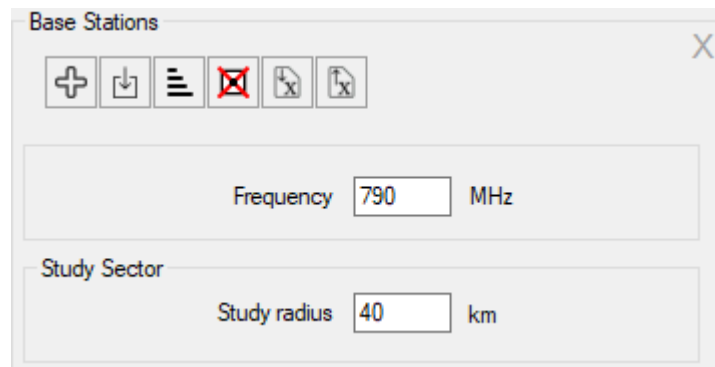 Base Stations
X
Frequency 790 MHz
Study Sector
Study radius 40 km